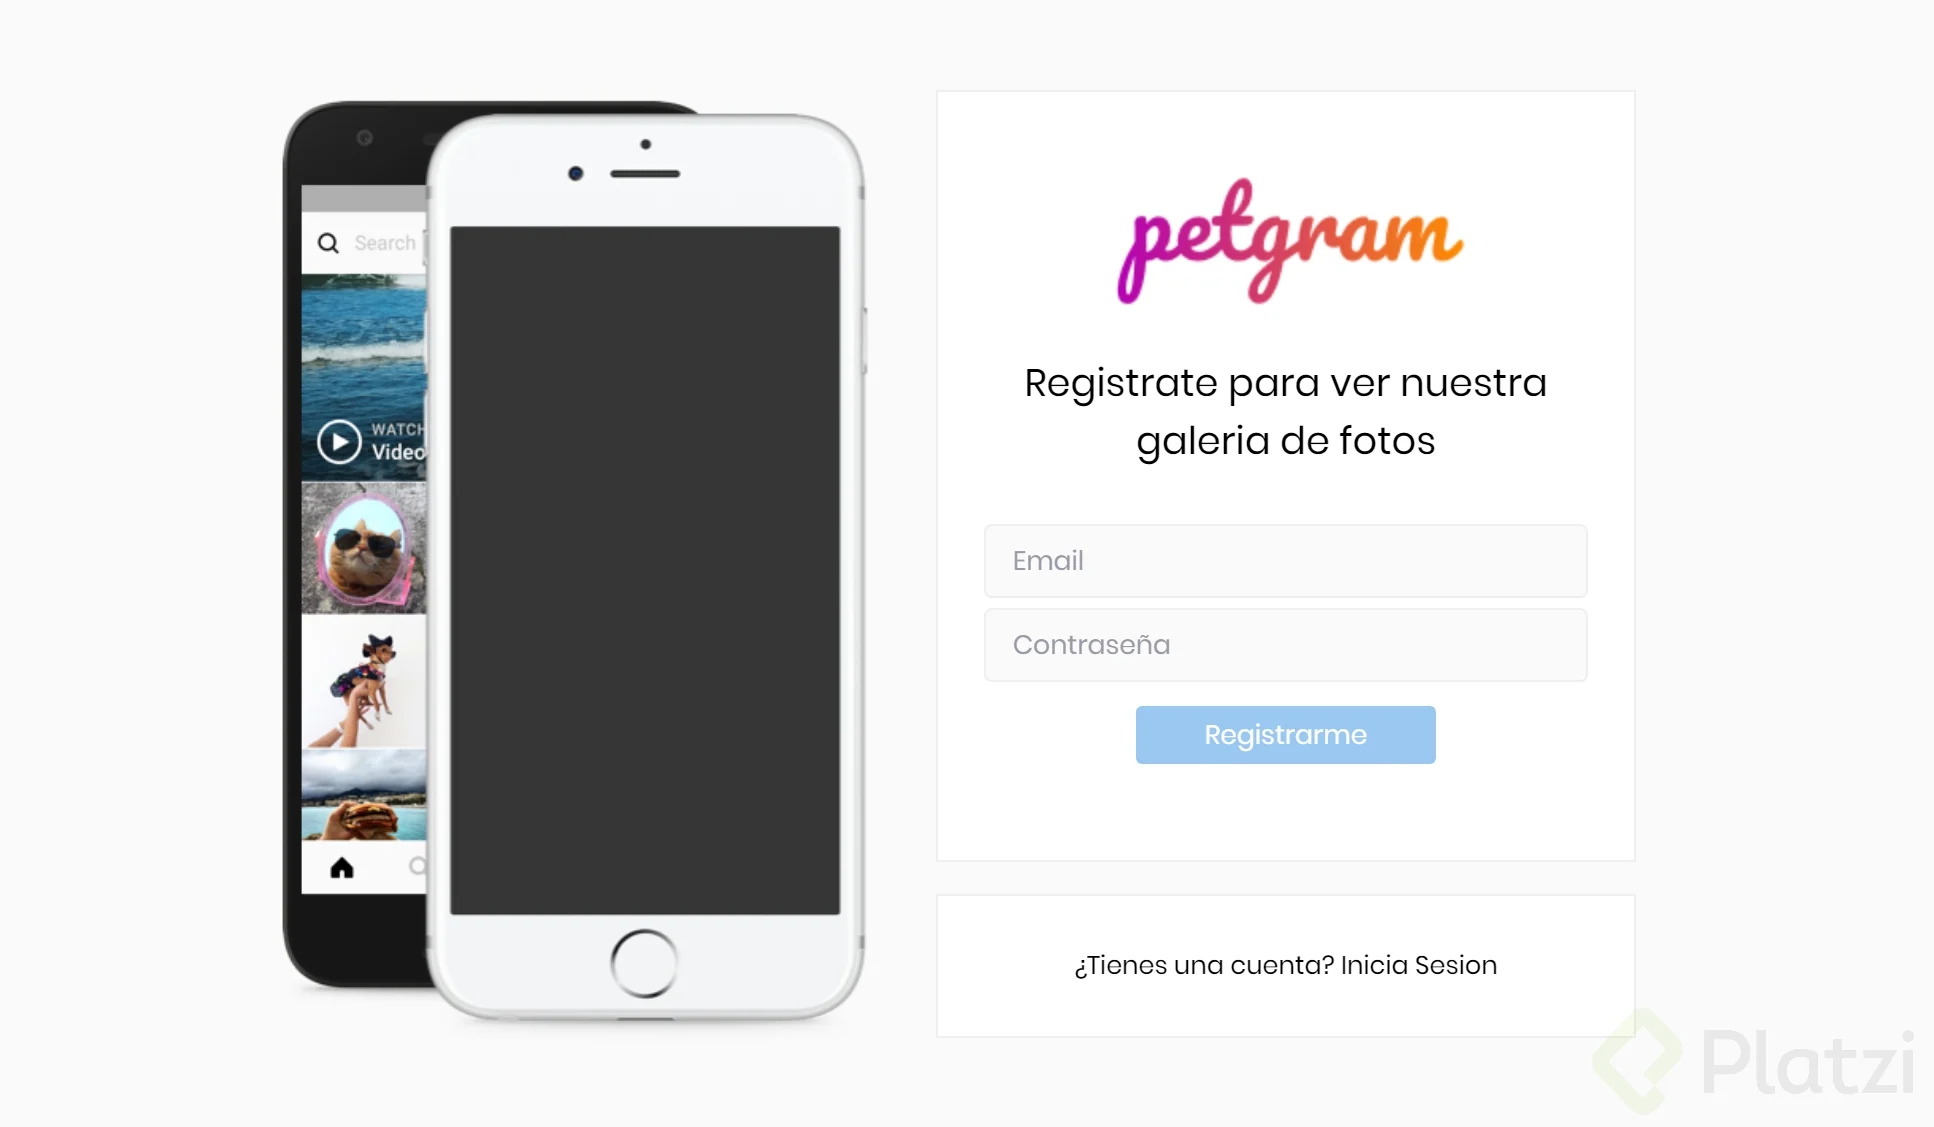 Search
WATCH
Video
petgram
Registrate para ver nuestra
galeria de fotos
Email
Contraseña
Registrarme
¿Tienes una cuenta? Inicia Sesion
Platzi